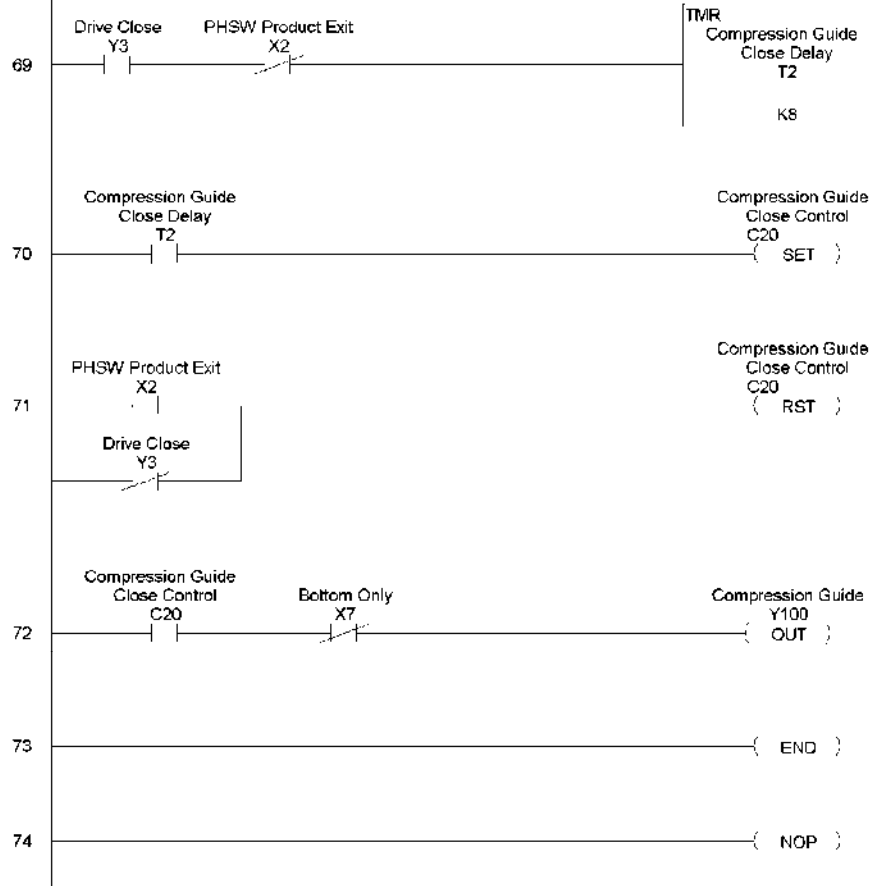 TMR
Drive Close
Y3
PHSW Product Exit
X2
Compression Guide
Close Delay
T2
K8
69
Compression Guide
Close Delay
T2
Compression Guide
Close Control
C20
SET
70
PHSW Product Exit
X2
Compression Guide
Close Control
C20
RST
71
Drive Close
Y3
Compression Guide
Close Control
C20
Bottom Only
X7
Compression Guide
Y100
OUT
72
73
END
74
NOP